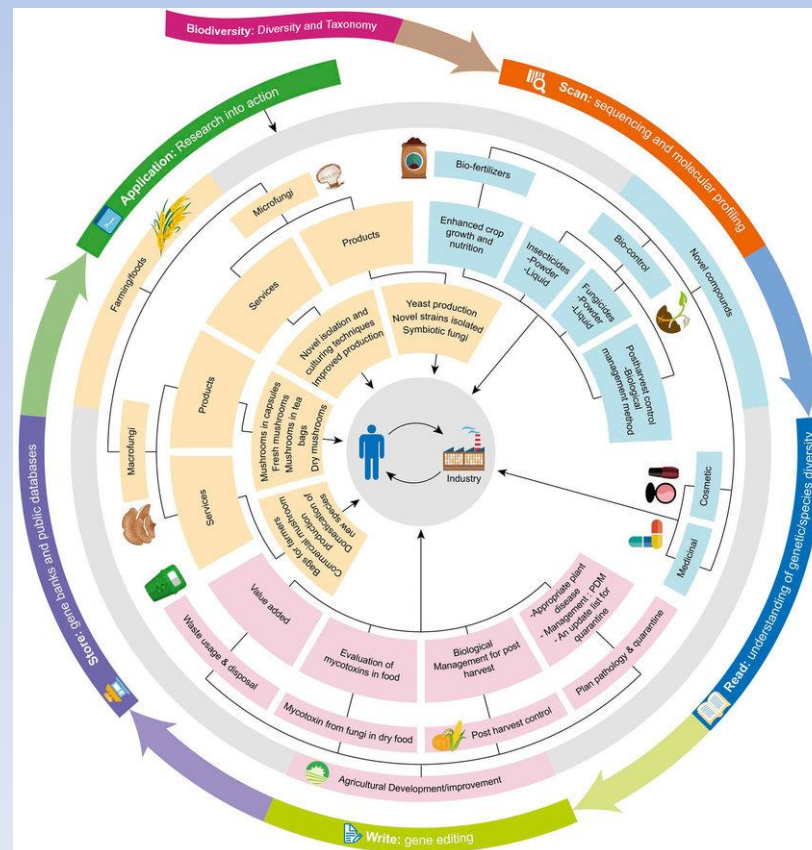 Biodiversity: Diversity and Taxonomy
Scan: sequencing and molecular profiling
Read: understanding of genetic/species diversity
Write: gene editing
Store: gene banks and public databases
Application: Research into action
Farming/foods
Microfungi
Services
Products
Novel isolation and
culturing techniques
Improved production
Yeast production
Novel strains isolated
Symbiotic fungi
Macrofungi
Products
Services
Mushrooms in capsules
Fresh mushrooms
Mushrooms in tea
bags
Dry mushrooms
Bags for farmers
Commercial mushroom
production of
Domestication of
new species
Novel compounds
Bio-fertilizers
Enhanced crop
growth and
nutrition
Bio-control
Insecticides
-Powder
-Liquid
Fungicides
-Powder
-Liquid
Postharvest control
-Biological
management method
Cosmetic
Medicinal
Industry
Agricultural Development/improvement
Waste usage & disposal
Value added
Mycotoxin from fungi in dry food
Evaluation of
mycotoxins in food
Post harvest control
Biological
Management for post
harvest
Plan pathology & quarantine
-Appropriate plant
disease
- Management : PDM
- An update list for
quarantine